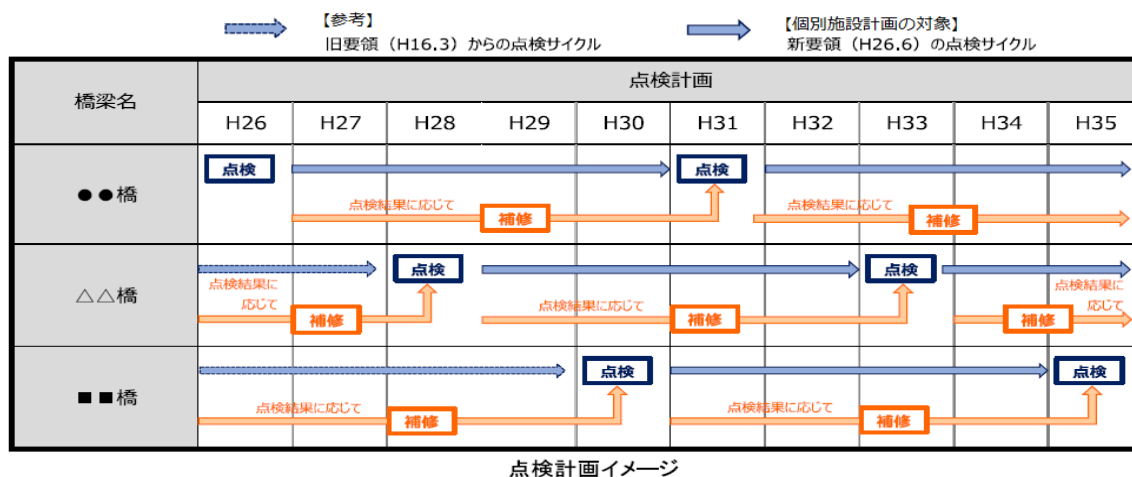 【参考】
旧要領（H16.3）からの点検サイクル
【個別施設計画の対象】
新要領（H26.6）の点検サイクル
橋梁名
点検計画
H26 H27 H28 H29 H30 H31 H32 H33 H34 H35
●●橋
点検 点検
点検結果に応じて 補修 点検結果に応じて 補修
△△橋
点検 点検
点検結果に
応じて
補修
点検結果に応じて 補修
点検結果に
応じて
補修
■■橋
点検 点検
点検結果に応じて 補修 点検結果に応じて 補修
点検計画イメージ